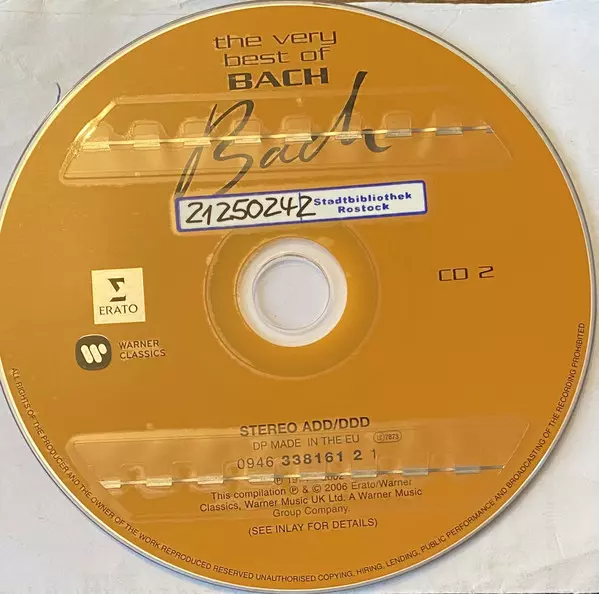 the very
best of
BACH
Bach
21250242
Stadtbibliothek
Rostock
CD 2
ERATO
WARNER
CLASSICS
STEREO ADD/DDD
DP MADE IN THE EU
0946 338161 2 1
This compilation ℗ & © 2006 Erato/Warner
Classics, Warner Music UK Ltd. A Warner Music
Group Company.
(SEE INLAY FOR DETAILS)
ALL RIGHTS OF THE PRODUCER AND THE OWNER OF THE WORK REPRODUCED RESERVED UNAUTHORISED COPYING, HIRING, LENDING, PUBLIC PERFORMANCE AND BROADCASTING OF THE RECORDING PROHIBITED